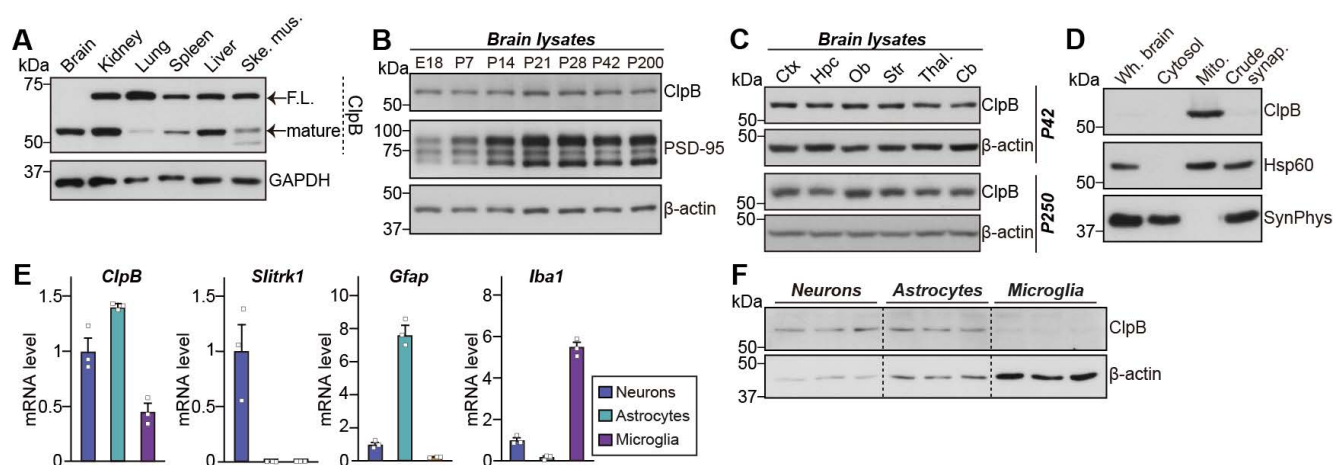 A
kDa
Brain
Kidney
Lung
Spleen
Liver
Ske. mus.
75
50
37
F.L.
mature
ClpB
GAPDH
B
Brain lysates
kDa
E18 P7 P14 P21 P28 P42 P200
50
ClpB
100
75
PSD-95
50
37
β-actin
C
Brain lysates
kDa
Ctx
Hpc
Ob
Str
Thal.
Cb
50
ClpB
50
β-actin
P42
50
ClpB
50
β-actin
P250
D
kDa
Wh. brain
Cytosol
Mito.
Crude
synap.
75
50
37
ClpB
Hsp60
SynPhys
E
ClpB
mRNA level
1.5
1
0.5
0
Slitrk1
mRNA level
1.5
1
0.5
0
Gfap
mRNA level
10
8
6
4
2
0
Iba1
mRNA level
8
6
4
2
0
Neurons
Astrocytes
Microglia
F
kDa
Neurons Astrocytes Microglia
50
ClpB
50
37
β-actin